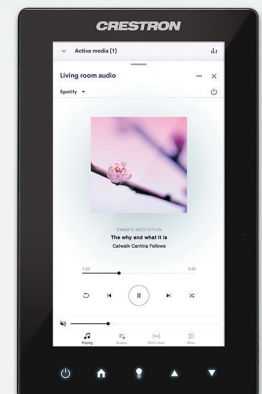 CRESTRON
Active media (1)
Living room audio
Spotify
EMMA'S MEDITATION
The why and what it is
Catwalk Cantina Fellows
Playing